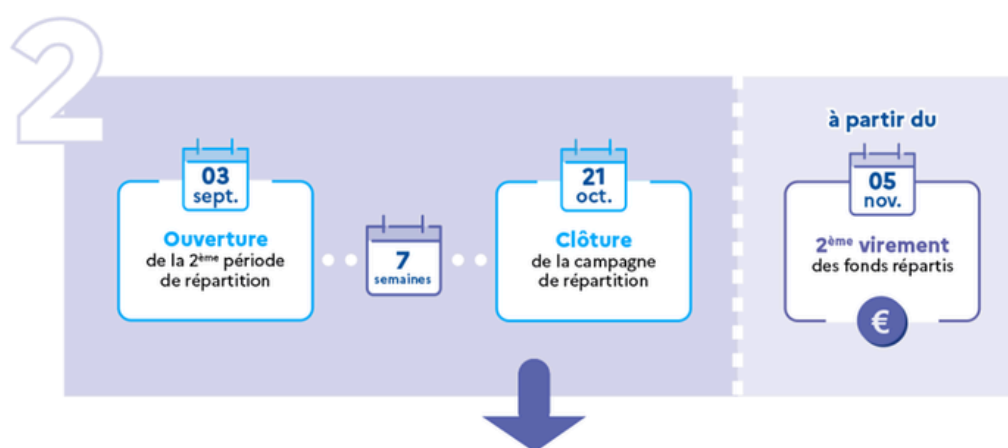 2
03
sept.
Ouverture
de la 2ème période
de répartition
7
semaines
21
oct.
Clôture
de la campagne
de répartition
à partir du
05
nov.
2ème virement
des fonds répartis
€